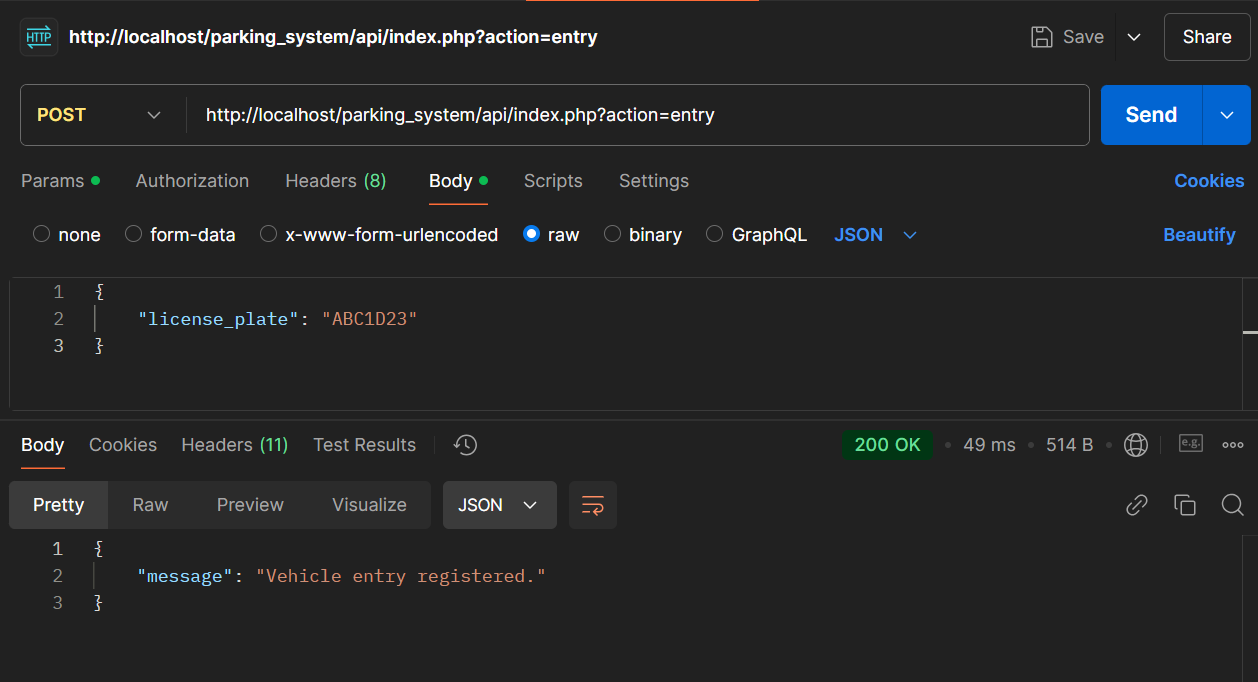 HTTP http://localhost/parking_system/api/index.php?action=entry Save Share
POST http://localhost/parking_system/api/index.php?action=entry Send
Params Authorization Headers (8) Body Scripts Settings Cookies
none form-data x-www-form-urlencoded raw binary GraphQL JSON Beautify
1 {
2 "license_plate": "ABC1D23"
3 }
Body Cookies Headers (11) Test Results 200 OK • 49 ms • 514 B • e.g.
Pretty Raw Preview Visualize JSON
1 {
2 "message": "Vehicle entry registered."
3 }